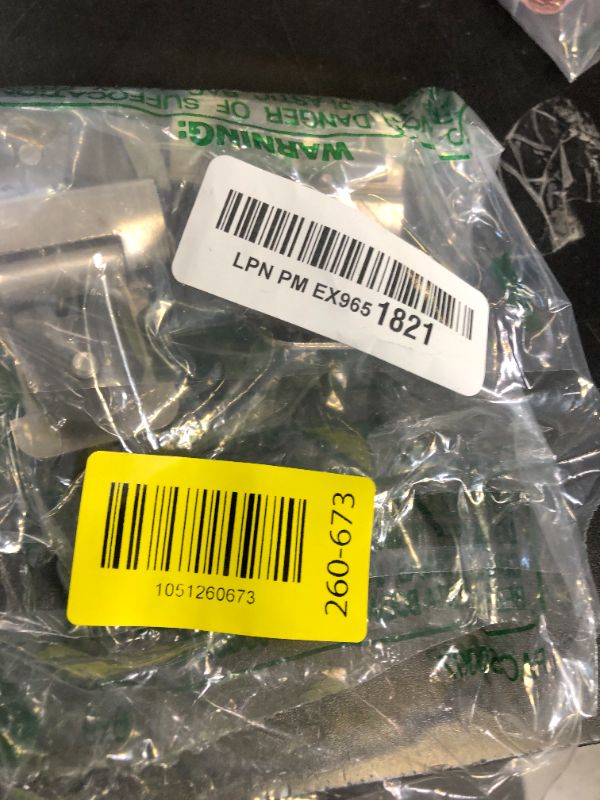 WARNING:
DANGER OF SUFFOCATION
LPN PM EX965 1821
1051260673
260-673